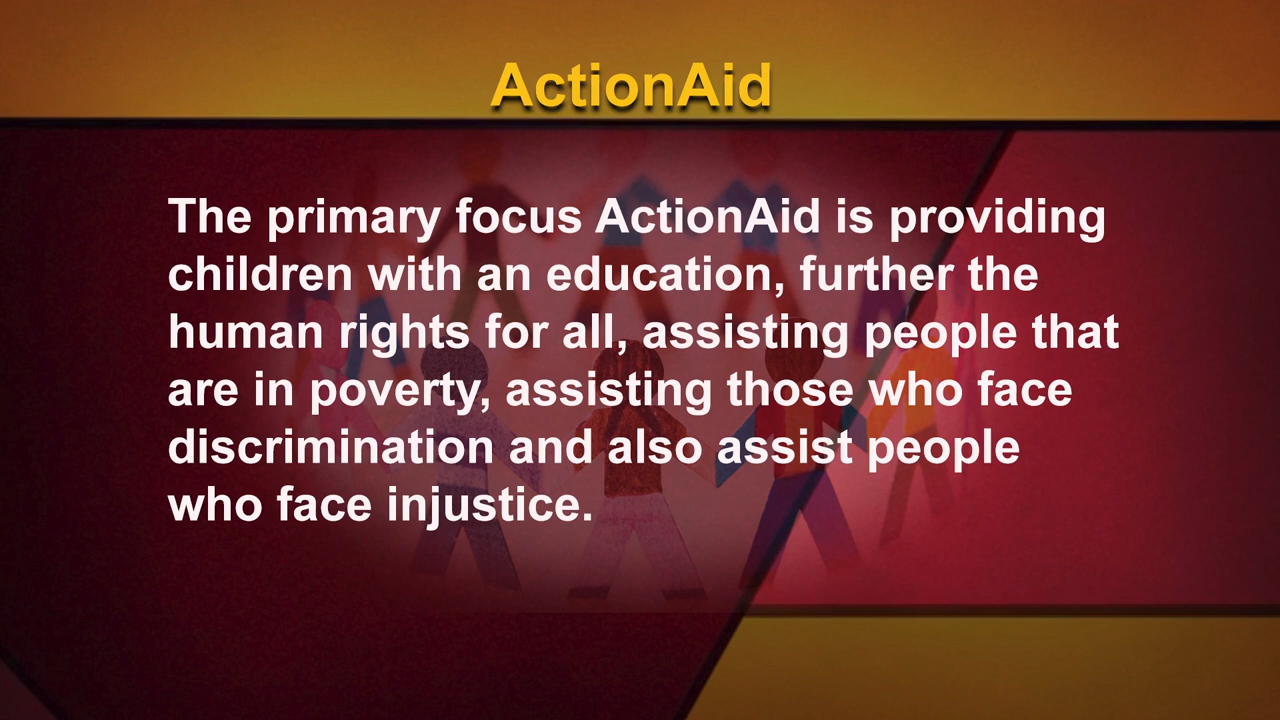 ActionAid
The primary focus ActionAid is providing
children with an education, further the
human rights for all, assisting people that
are in poverty, assisting those who face
discrimination and also assist people
who face injustice.